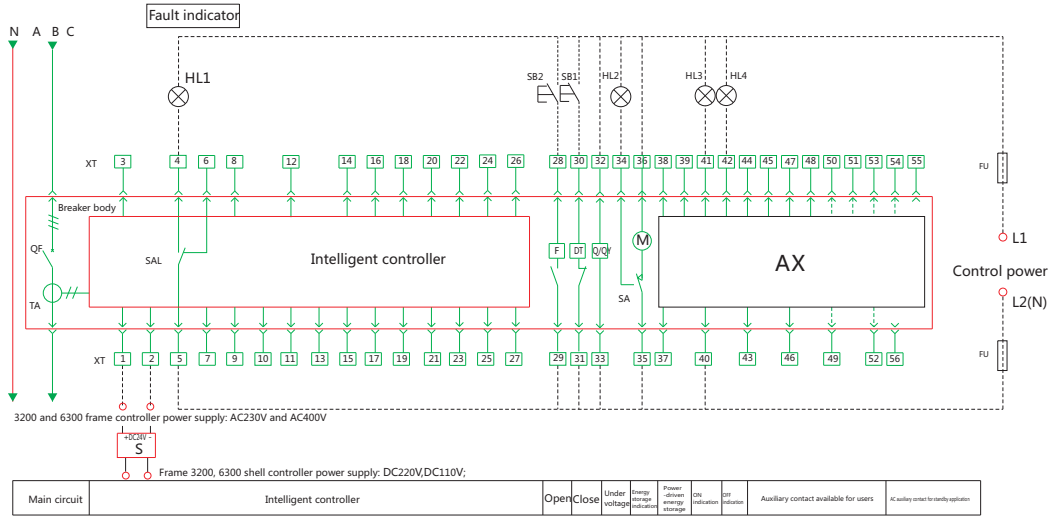 Fault indicator
N A B C
HL1
SB2 SB1 HL2 HL3 HL4
XT 3 4 6 8 12 14 16 18 20 22 24 26 28 30 32 34 36 38 39 41 42 44 45 47 48 50 51 53 54 55 FU
Breaker body
QF SAL Intelligent controller F DT Q/QY M AX
L1
Control power
L2(N)
TA SA
XT 1 2 5 7 9 10 11 13 15 17 19 21 23 25 27 29 31 33 35 37 40 43 46 49 52 56 FU
3200 and 6300 frame controller power supply: AC230V and AC400V
+DC24V -
S
Frame 3200, 6300 shell controller power supply: DC220V,DC110V;
Main circuit
Intelligent controller
Open
Close
Under
voltage
Energy
storage
indication
Power
-driven
energy
storage
ON
indication
OFF
indication
Auxiliary contact available for users
AC auxiliary contact for standby application